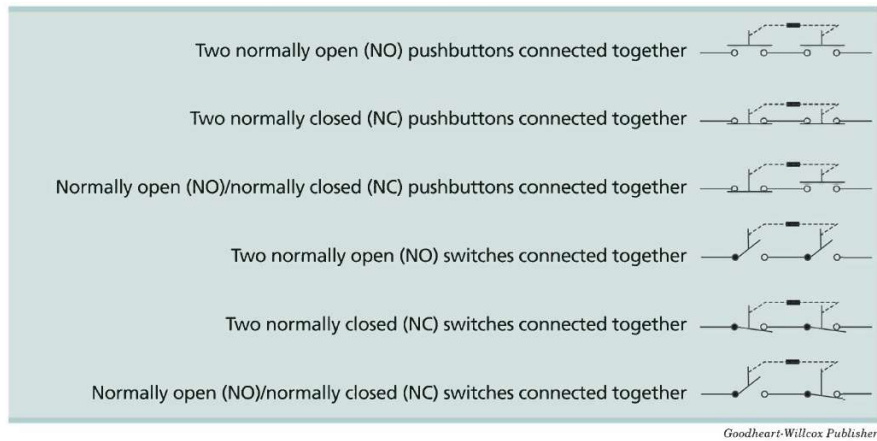 Two normally open (NO) pushbuttons connected together
Two normally closed (NC) pushbuttons connected together
Normally open (NO)/normally closed (NC) pushbuttons connected together
Two normally open (NO) switches connected together
Two normally closed (NC) switches connected together
Normally open (NO)/normally closed (NC) switches connected together
Goodheart-Willcox Publisher